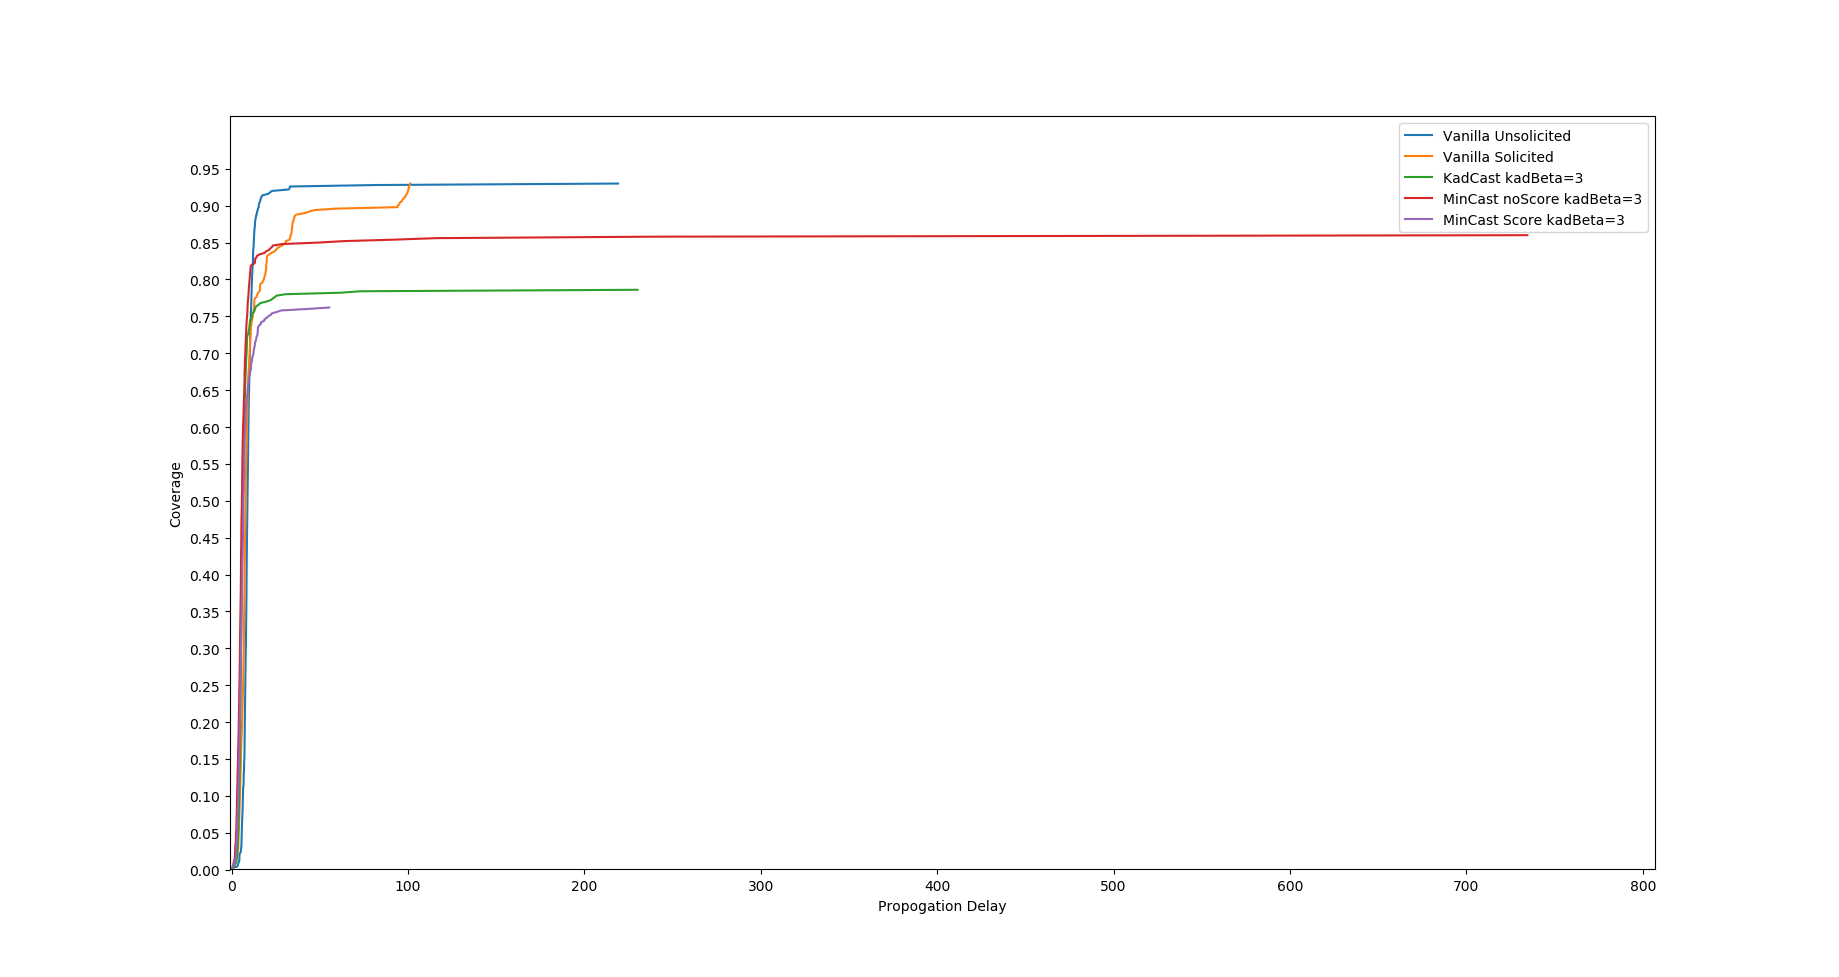 Vanilla Unsolicited
Vanilla Solicited
KadCast kadBeta=3
MinCast noScore kadBeta=3
MinCast Score kadBeta=3
0.95
0.90
0.85
0.80
0.75
0.70
0.65
0.60
0.55
0.50
0.45
0.40
0.35
0.30
0.25
0.20
0.15
0.10
0.05
0.00
Coverage
0 100 200 300 400 500 600 700 800
Propogation Delay